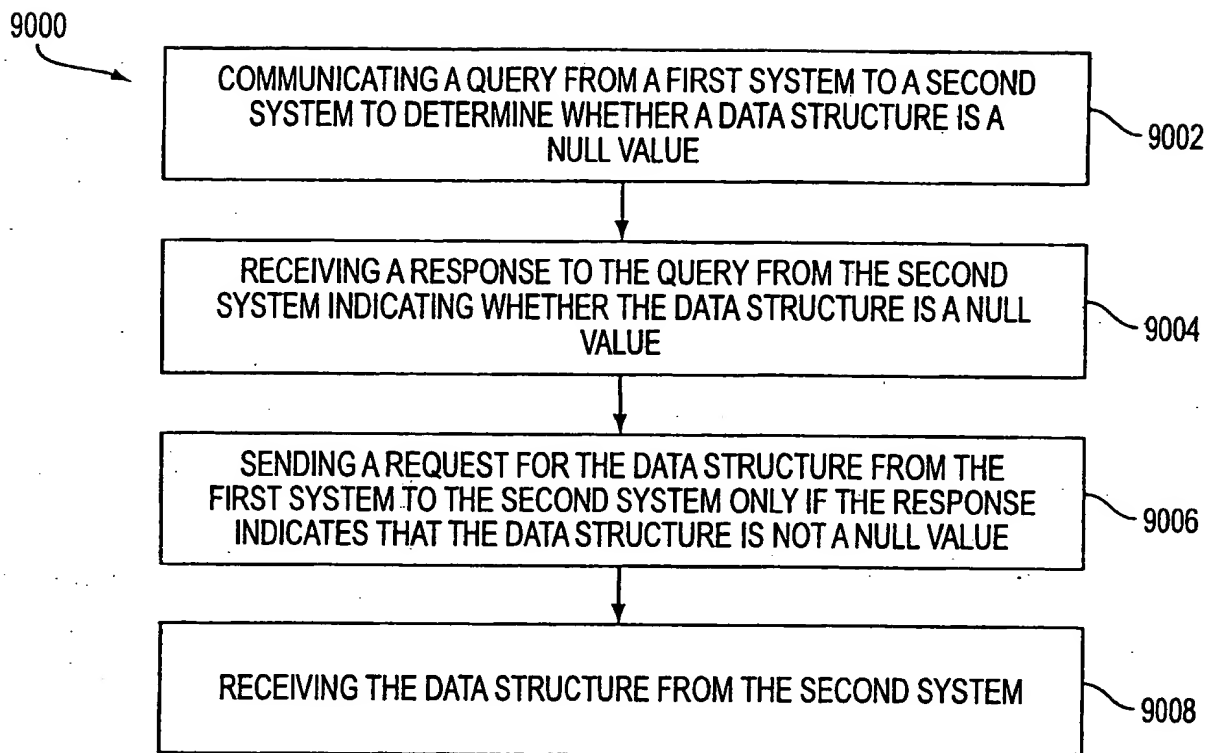 9000
COMMUNICATING A QUERY FROM A FIRST SYSTEM TO A SECOND
SYSTEM TO DETERMINE WHETHER A DATA STRUCTURE IS A
NULL VALUE
9002
RECEIVING A RESPONSE TO THE QUERY FROM THE SECOND
SYSTEM INDICATING WHETHER THE DATA STRUCTURE IS A NULL
VALUE
9004
SENDING A REQUEST FOR THE DATA STRUCTURE FROM THE
FIRST SYSTEM TO THE SECOND SYSTEM ONLY IF THE RESPONSE
INDICATES THAT THE DATA STRUCTURE IS NOT A NULL VALUE
9006
RECEIVING THE DATA STRUCTURE FROM THE SECOND SYSTEM
9008